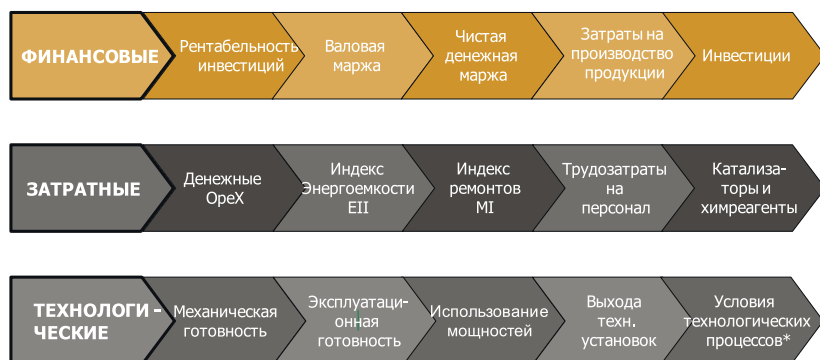 ФИНАНСОВЫЕ
Рентабельность
инвестиций
Валовая
маржа
Чистая
денежная
маржа
Затраты на
производство
продукции
Инвестиции
ЗАТРАТНЫЕ
Денежные
OpeX
Индекс
Энергоемкости
EII
Индекс
ремонтов
MI
Трудозатраты
на
персонал
Катализа-
торы и
химреагенты
ТЕХНОЛОГИ -
ЧЕСКИЕ
Механическая
готовность
Эксплуатаци-
онная
готовность
Использование
мощностей
Выхода
техн.
установок
Условия
технологических
процессов*